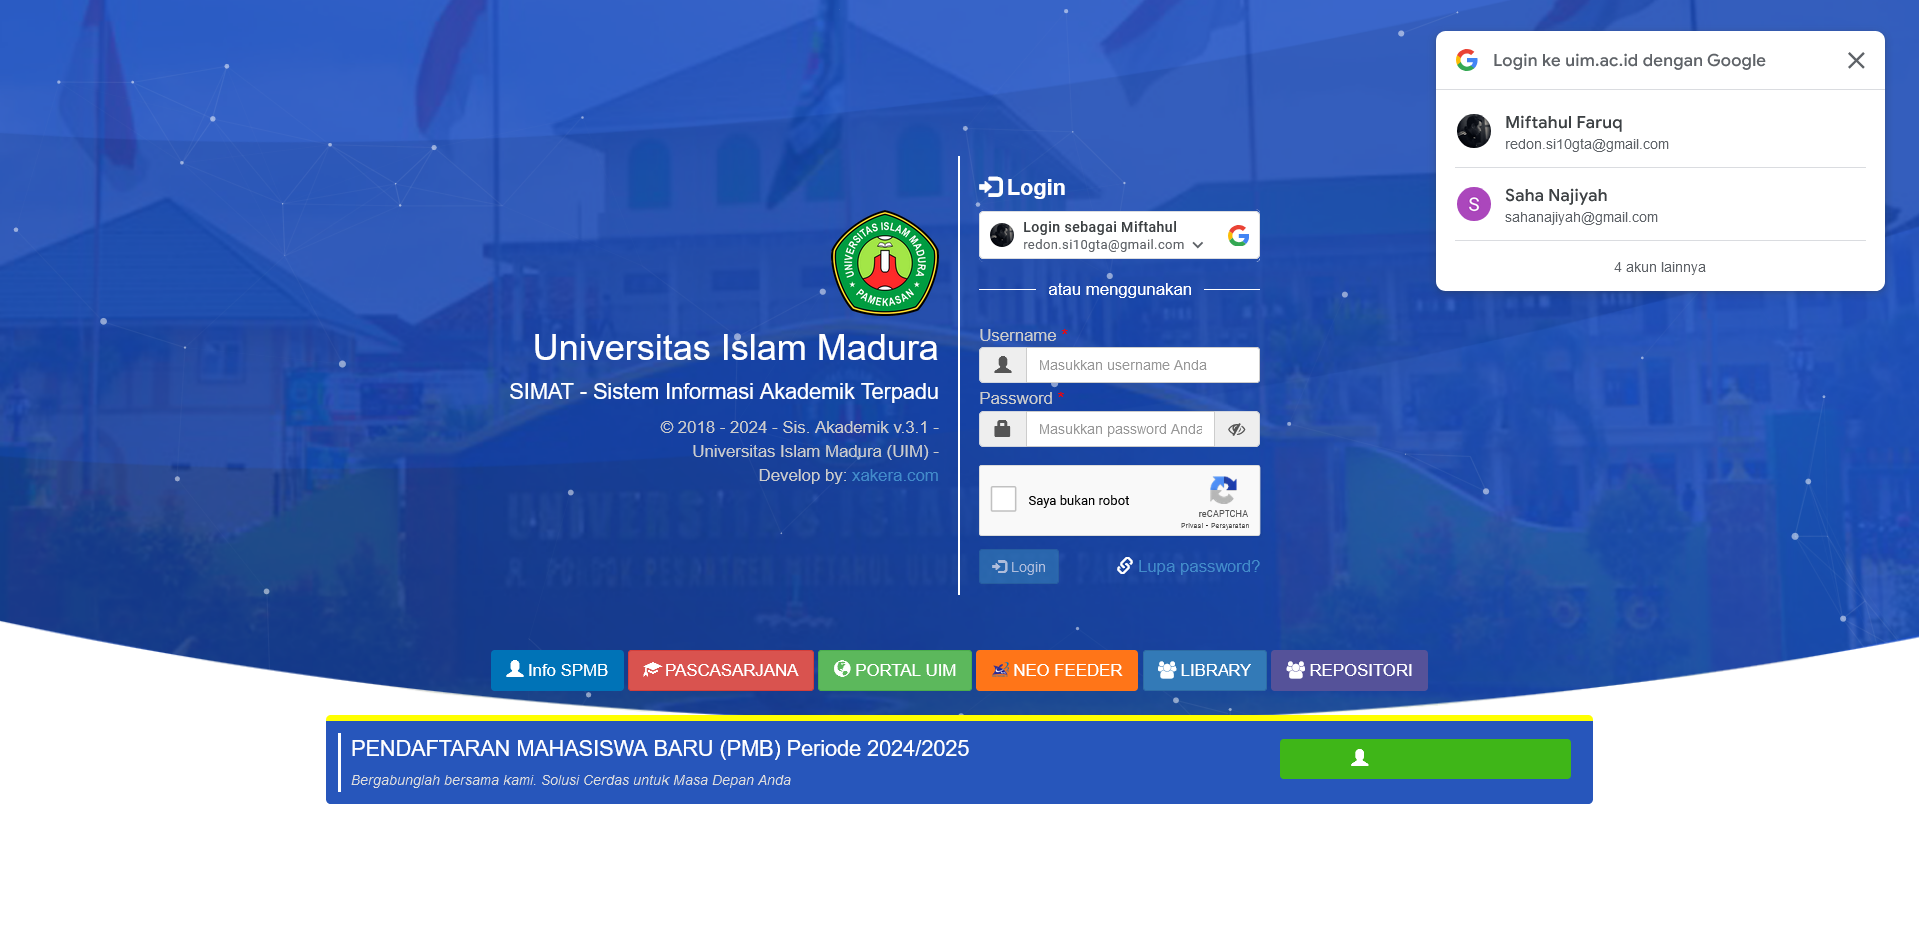 Login ke uim.ac.id dengan Google
Miftahul Faruq
redon.si10gta@gmail.com
S
Saha Najiyah
sahanajiyah@gmail.com
4 akun lainnya
UNIVERSITAS ISLAM MADURA
PAMEKASAN
Universitas Islam Madura
SIMAT - Sistem Informasi Akademik Terpadu
© 2018 - 2024 - Sis. Akademik v.3.1 -
Universitas Islam Madura (UIM) -
Develop by: xakera.com
Login
Login sebagai Miftahul
redon.si10gta@gmail.com
atau menggunakan
Username *
Masukkan username Anda
Password *
Masukkan password Anda
Saya bukan robot
reCAPTCHA
Privasi - Persyaratan
Login
Lupa password?
Info SPMB
PASCASARJANA
PORTAL UIM
NEO FEEDER
LIBRARY
REPOSITORI
PENDAFTARAN MAHASISWA BARU (PMB) Periode 2024/2025
Bergabunglah bersama kami. Solusi Cerdas untuk Masa Depan Anda